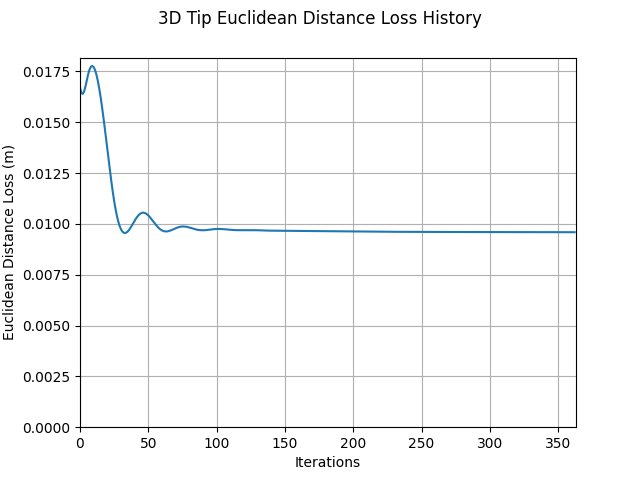 3D Tip Euclidean Distance Loss History
0.0175
0.0150
0.0125
0.0100
0.0075
0.0050
0.0025
0.0000
Euclidean Distance Loss (m)
0 50 100 150 200 250 300 350
Iterations